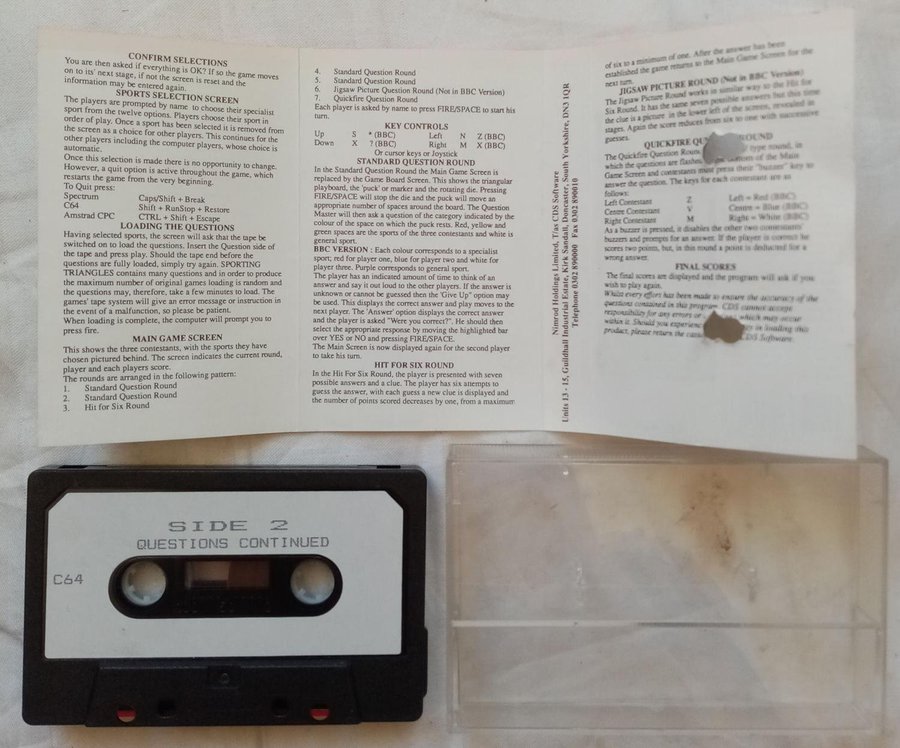 CONFIRM SELECTIONS
You are then asked if everything is OK? If so the game moves
on to its' next stage, if not the screen is reset and the
information may be entered again.
SPORTS SELECTION SCREEN
The players are prompted by name to choose their specialist
sport from the twelve options. Players choose their sport in
order of play. Once a sport has been selected it is removed from
the screen as a choice for other players. This continues for the
other players including the computer players, whose choice is
automatic.
Once this selection is made there is no opportunity to change.
However, a quit option is active throughout the game, which
restarts the game from the very beginning.
To Quit press:
Spectrum Caps/Shift + Break
C64 Shift + RunStop + Restore
Amstrad CPC CTRL + Shift + Escape
LOADING THE QUESTIONS
Having selected sports, the screen will ask that the tape be
switched on to load the questions. Insert the Question side of
the tape and press play. Should the tape end before the
questions are fully loaded, simply try again. SPORTING
TRIANGLES contains many questions and in order to produce
the maximum number of original games loading is random and
the questions may, therefore, take a few minutes to load. The
games' tape system will give an error message or instruction in
the event of a malfunction, so please be patient.
When loading is complete, the computer will prompt you to
press fire.
MAIN GAME SCREEN
This shows the three contestants, with the sports they have
chosen pictured behind. The screen indicates the current round,
player and each players score.
The rounds are arranged in the following pattern:
1. Standard Question Round
2. Standard Question Round
3. Hit for Six Round
4. Standard Question Round
5. Standard Question Round
6. Jigsaw Picture Question Round (Not in BBC Version)
7. Quickfire Question Round
Each player is asked by name to press FIRE/SPACE to start his
turn.
KEY CONTROLS
Up S * (BBC) Left N Z (BBC)
Down X ? (BBC) Right M X (BBC)
Or cursor keys or Joystick
STANDARD QUESTION ROUND
In the Standard Question Round the Main Game Screen is
replaced by the Game Board Screen. This shows the triangular
playboard, the 'puck' or marker and the rotating die. Pressing
FIRE/SPACE will stop the die and the puck will move an
appropriate number of spaces around the board. The Question
Master will then ask a question of the category indicated by the
colour of the space on which the puck rests. Red, yellow and
green spaces are the sports of the three contestants and white is
general sport.
BBC VERSION : Each colour corresponds to a specialist
sport; red for player one, blue for player two and white for
player three. Purple corresponds to general sport.
The player has an indicated amount of time to think of an
answer and say it out loud to the other players. If the answer is
unknown or cannot be guessed then the 'Give Up' option may
be used. This displays the correct answer and play moves to the
next player. The 'Answer' option displays the correct answer
and the player is asked "Were you correct?". He should then
select the appropriate response by moving the highlighted bar
over YES or NO and pressing FIRE/SPACE.
The Main Screen is now displayed again for the second player
to take his turn.
HIT FOR SIX ROUND
In the Hit For Six Round, the player is presented with seven
possible answers and a clue. The player has six attempts to
guess the answer, with each guess a new clue is displayed and
the number of points scored decreases by one, from a maximum
Nimrod Holdings Limited, T/as CDS Software
Units 13 - 15, Guildhall Industrial Estate, Kirk Sandall, Doncaster, South Yorkshire, DN3 1QR
Telephone 0302 890000 Fax 0302 890010
of six to a minimum of one. After the answer has been
established the game returns to the Main Game Screen for the
next turn.
JIGSAW PICTURE ROUND (Not in BBC Version)
The Jigsaw Picture Round works in similar way to the Hit for
Six Round. It has the same seven possible answers but this time
the clue is a picture in the lower left of the screen, revealed in
stages. Again the score reduces from six to one with successive
guesses.
QUICKFIRE ROUND
The Quickfire Question type round, in
which the questions are flashed bottom of the Main
Game Screen and contestants must press their "buzzer" key to
answer the question. The keys for each contestant are as
follows:
Left Contestant Z Left = Red (BBC)
Centre Contestant V Centre = Blue (BBC)
Right Contestant M Right = White (BBC)
As a buzzer is pressed, it disables the other two contestants'
buzzers and prompts for an answer. If the player is correct he
scores two points, but, in this round a point is deducted for a
wrong answer.
FINAL SCORES
The final scores are displayed and the program will ask if you
wish to play again.
Whilst every effort has been made to ensure the accuracy of the
questions contained in this program. CDS cannot accept
responsibility for any errors or which may occur
within it. Should you experience in loading this
product, please return the CDS Software.
SIDE 2
QUESTIONS CONTINUED
C64